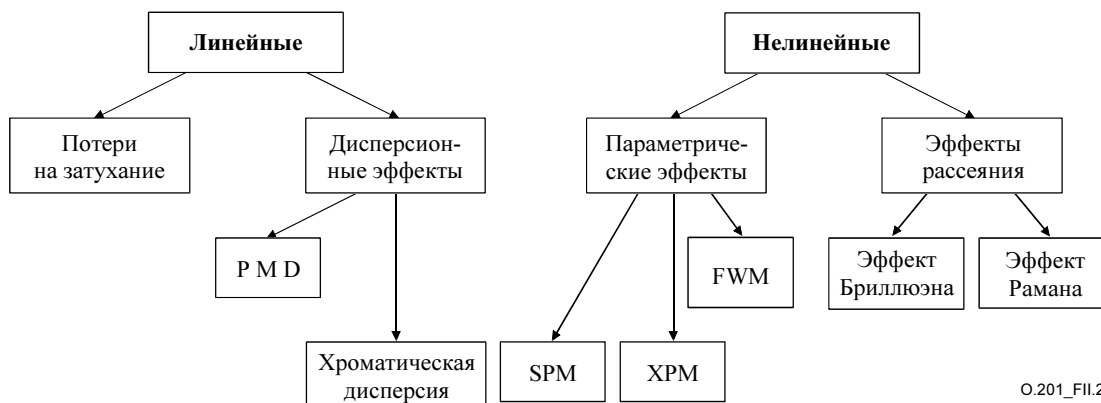 Линейные
Нелинейные
Потери
на затухание
Дисперсион-
ные эффекты
Параметриче-
ские эффекты
Эффекты
рассеяния
P M D
FWM
Эффект
Бриллюэна
Эффект
Рамана
Хроматическая
дисперсия
SPM
XPM
O.201_FII.2